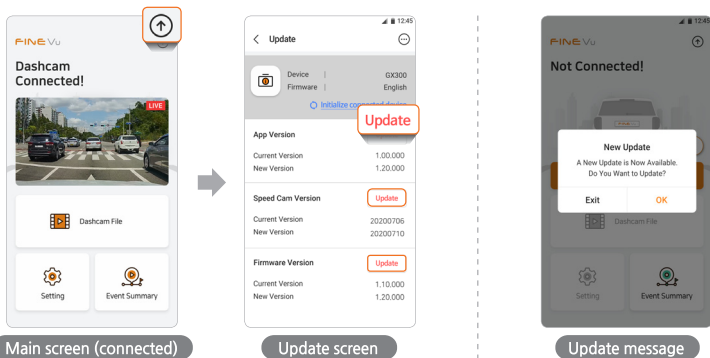 FINEVu
Dashcam
Connected!
LIVE
Dashcam File
Setting
Event Summary
Main screen (connected)
12:45
Update
Device |
GX300
Firmware |
English
Initialize connected device
Update
App Version
Current Version
1,00.000
New Version
1.20.000
Speed Cam Version
Update
Current Version
20200706
New Version
20200710
Firmware Version
Update
Current Version
1,10.000
New Version
1.20.000
Update screen
12:45
FINEVu
Not Connected!
New Update
A New Update is Now Available.
Do You Want to Update?
Exit
OK
Dashcam File
Setting
Event Summary
Update message